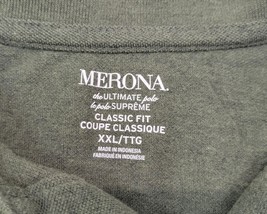 MERONA.
the ULTIMATE polo
le polo SUPRÊME
CLASSIC FIT
COUPE CLASSIQUE
XXL/TTG
MADE IN INDONESIA
FABRIQUÉ EN INDONÉSIE